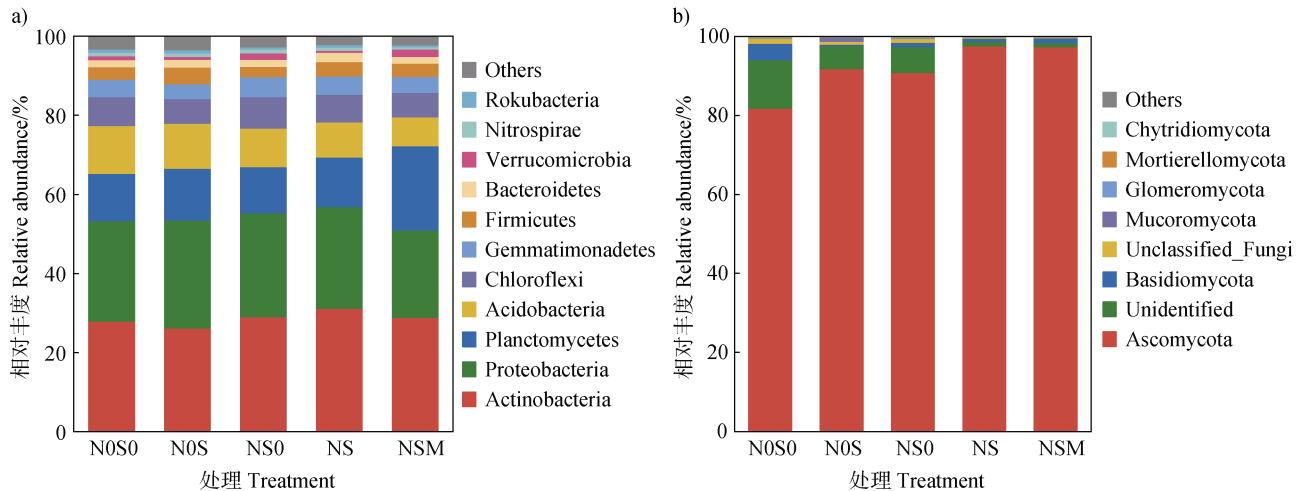 a)
相对丰度 Relative abundance/%
100
80
60
40
20
0
N0S0 N0S NS0 NS NSM
处理 Treatment
Others
Rokubacteria
Nitrospirae
Verrucomicrobia
Bacteroidetes
Firmicutes
Gemmatimonadetes
Chloroflexi
Acidobacteria
Planctomycetes
Proteobacteria
Actinobacteria
b)
相对丰度 Relative abundance/%
100
80
60
40
20
0
N0S0 N0S NS0 NS NSM
处理 Treatment
Others
Chytridiomycota
Mortierellomycota
Glomeromycota
Mucoromycota
Unclassified_Fungi
Basidiomycota
Unidentified
Ascomycota